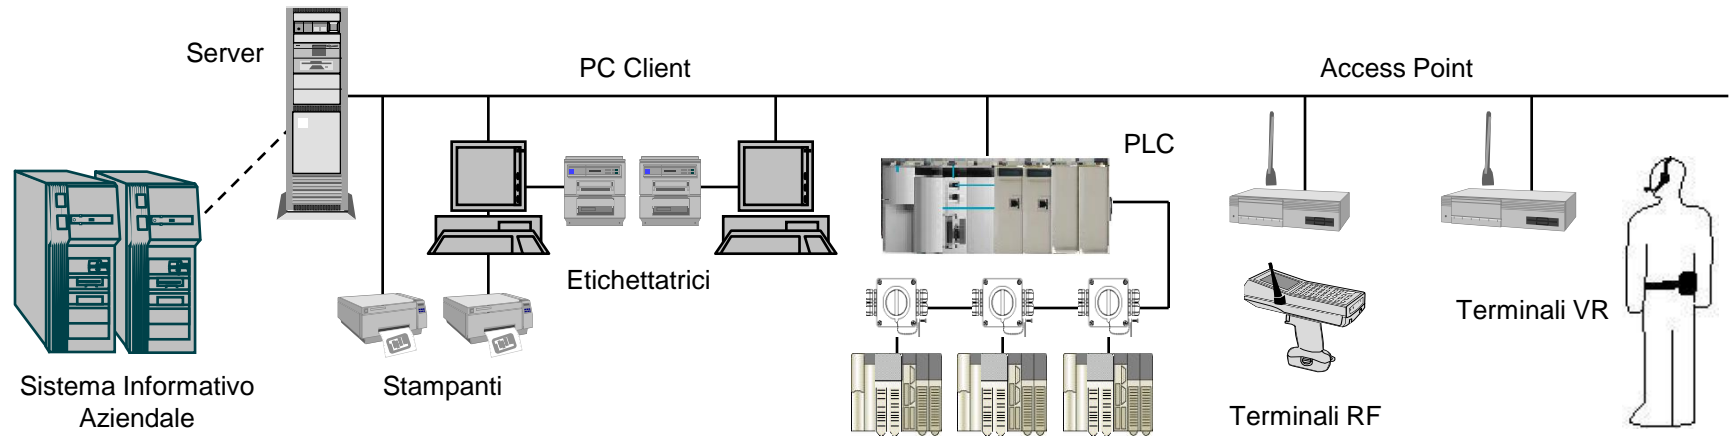 Server
PC Client
Access Point
PLC
Etichettatrici
Terminali VR
Sistema Informativo
Aziendale
Stampanti
Terminali RF